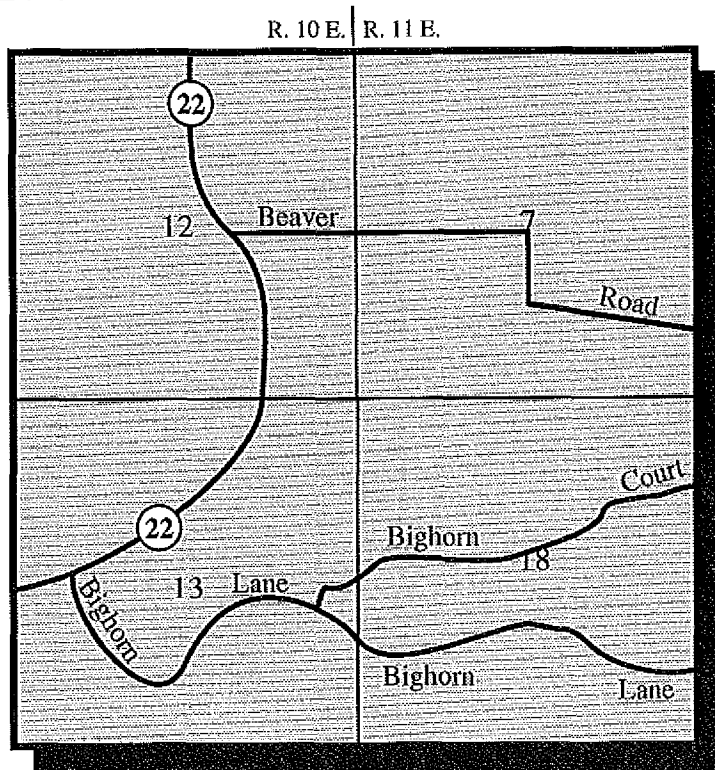 R. 10 E. R. 11 E.
22
12 Beaver 7
Road
Court
22
Bighorn
18
13 Lane
Bighorn
Bighorn
Lane